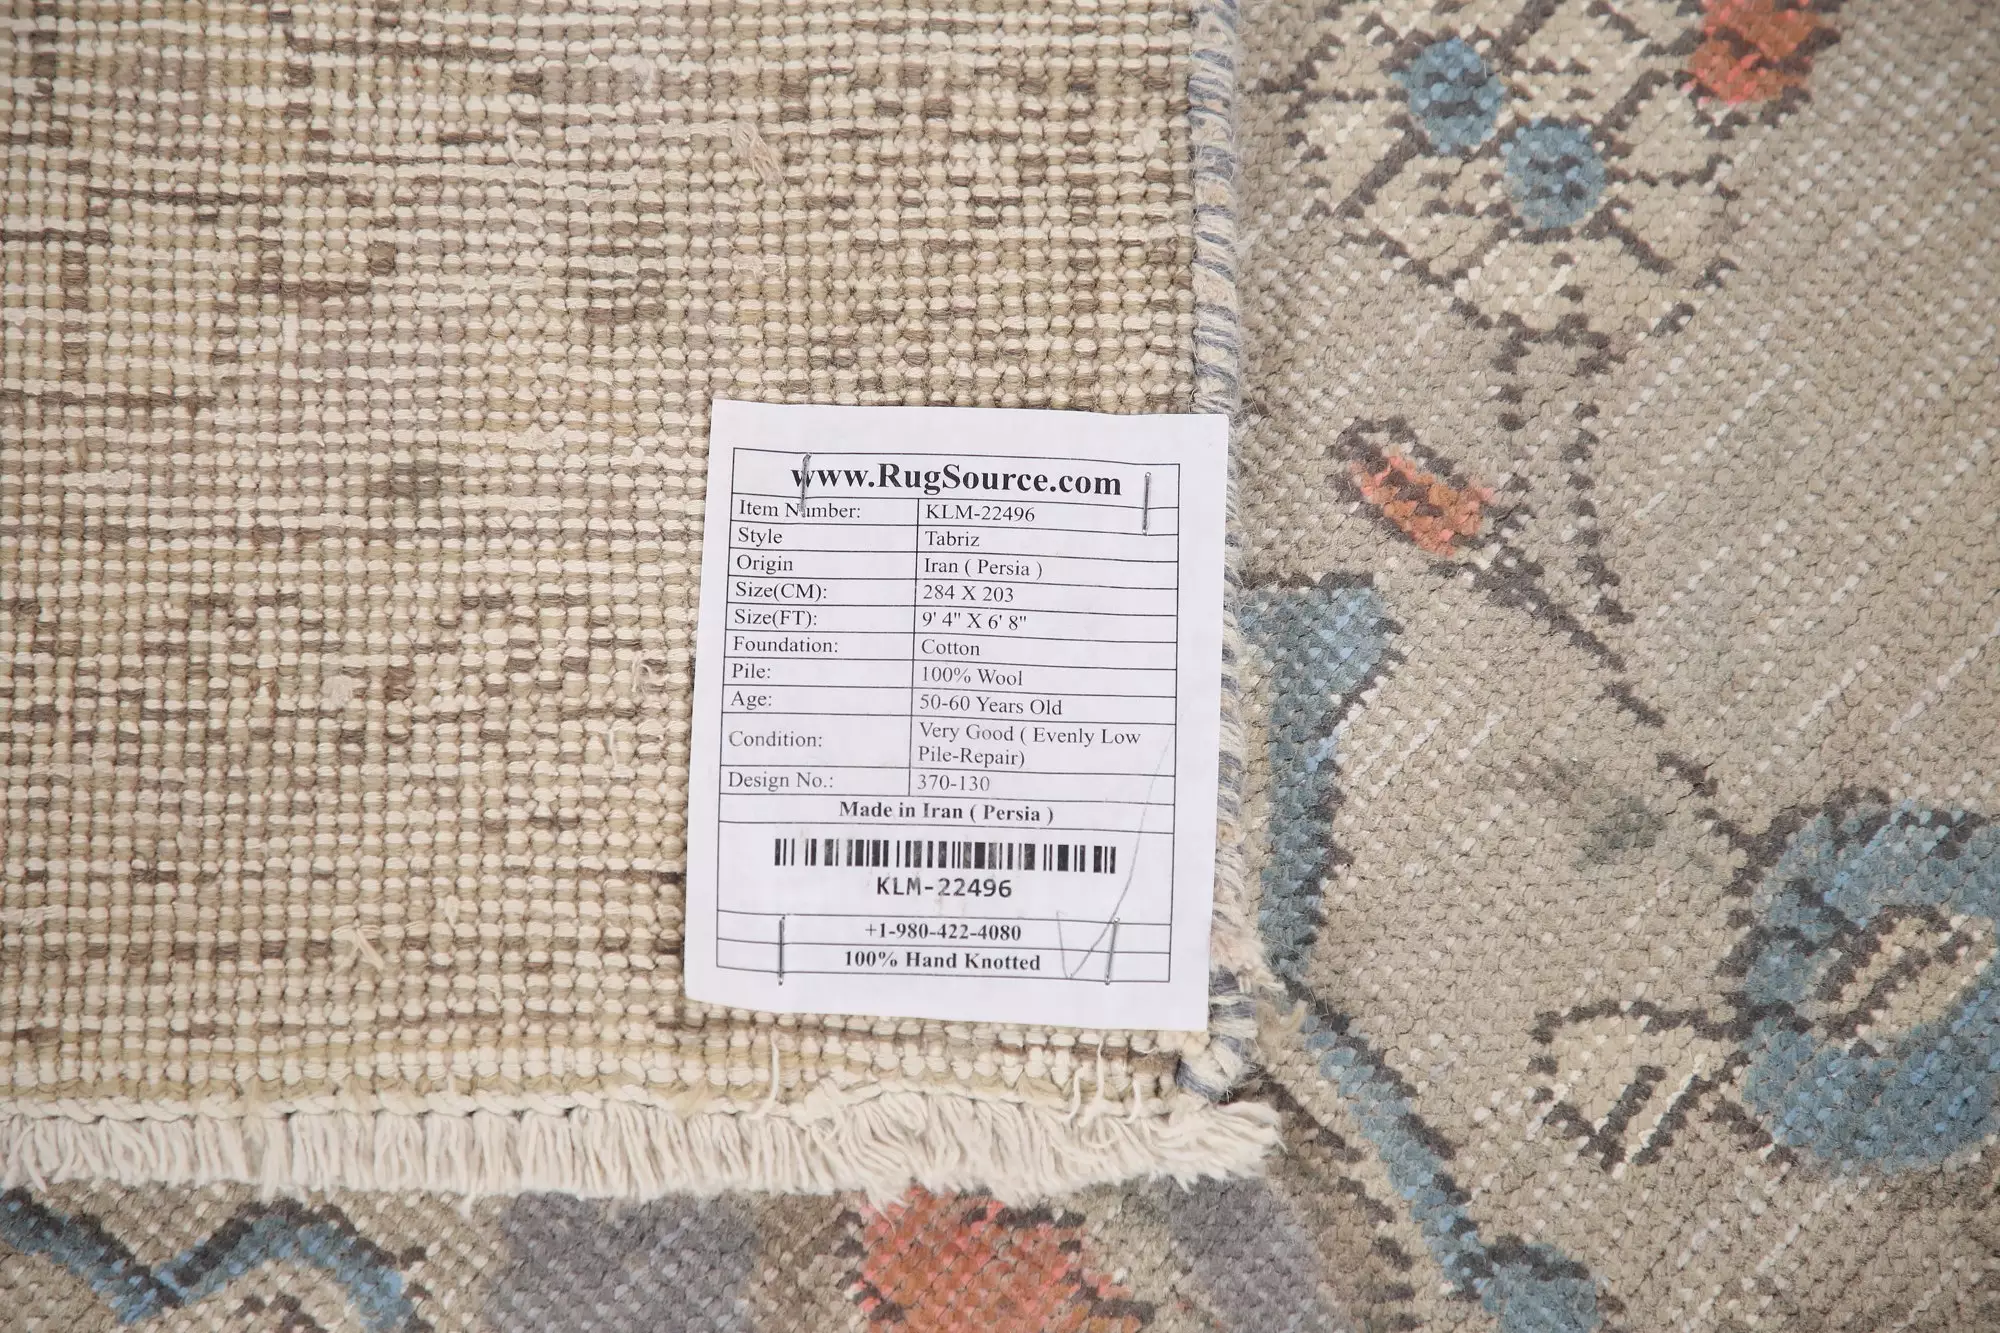 www.RugSource.com
Item Number: KLM-22496
Style Tabriz
Origin Iran ( Persia )
Size(CM): 284 X 203
Size(FT): 9' 4" X 6' 8"
Foundation: Cotton
Pile: 100% Wool
Age: 50-60 Years Old
Condition: Very Good ( Evenly Low
Pile-Repair)
Design No.: 370-130
Made in Iran ( Persia )
KLM-22496
+1-980-422-4080
100% Hand Knotted